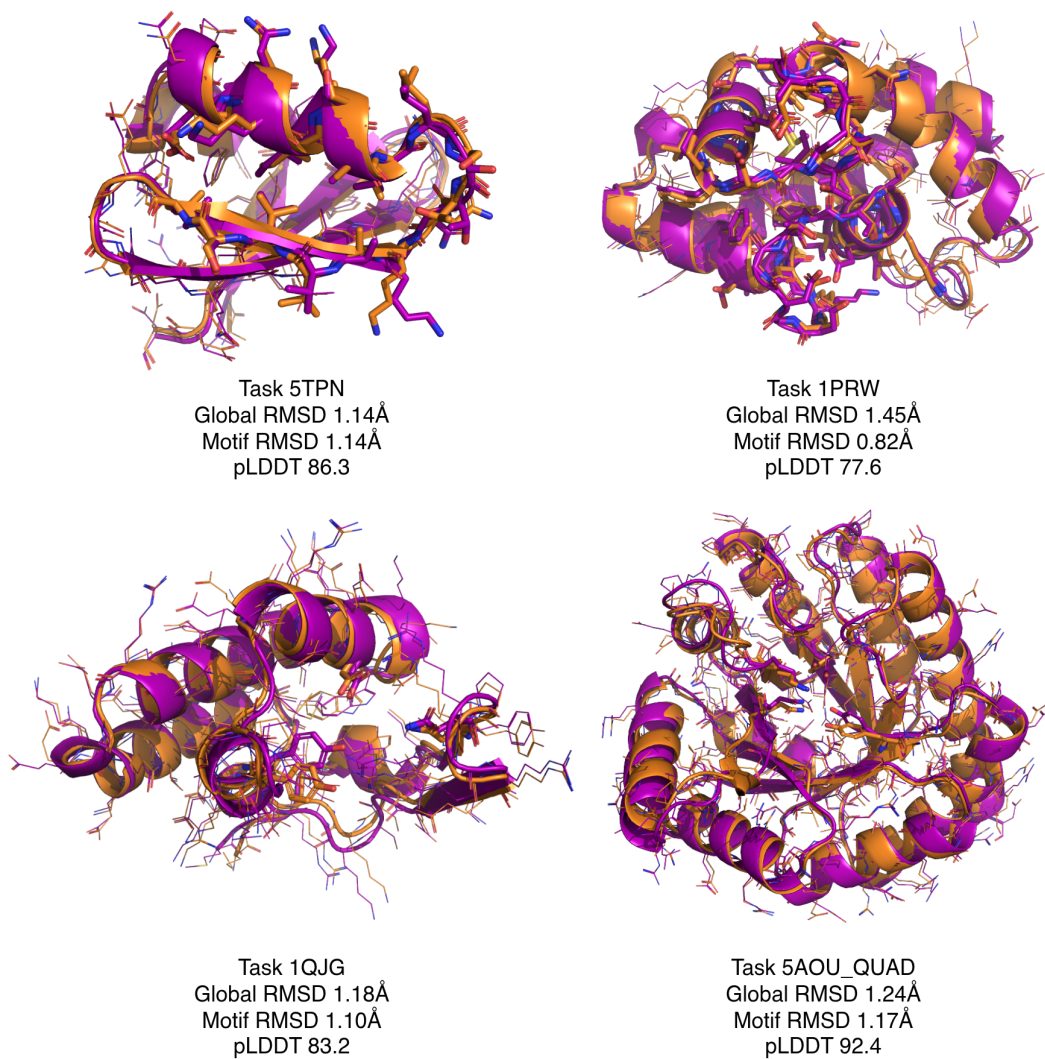 Task 5TPN
Global RMSD 1.14Å
Motif RMSD 1.14Å
pLDDT 86.3
Task 1PRW
Global RMSD 1.45Å
Motif RMSD 0.82Å
pLDDT 77.6
Task 1QJG
Global RMSD 1.18Å
Motif RMSD 1.10Å
pLDDT 83.2
Task 5AOU_QUAD
Global RMSD 1.24Å
Motif RMSD 1.17Å
pLDDT 92.4